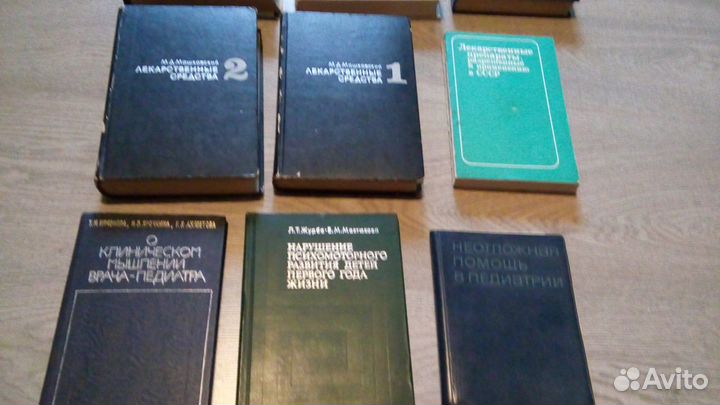 М.Д.Машковский
ЛЕКАРСТВЕННЫЕ
СРЕДСТВА
2
М.Д.Машковский
ЛЕКАРСТВЕННЫЕ
СРЕДСТВА
1
Лекарственные
препараты,
разрешенные
к применению
в СССР
О
КЛИНИЧЕСКОМ
МЫШЛЕНИИ
ВРАЧА-ПЕДИАТРА
Л.Т.Журба·Е.М.Мастюкова
НАРУШЕНИЕ
ПСИХОМОТОРНОГО
РАЗВИТИЯ ДЕТЕЙ
ПЕРВОГО ГОДА
ЖИЗНИ
НЕОТЛОЖНАЯ
ПОМОЩЬ
В ПЕДИАТРИИ
Avito